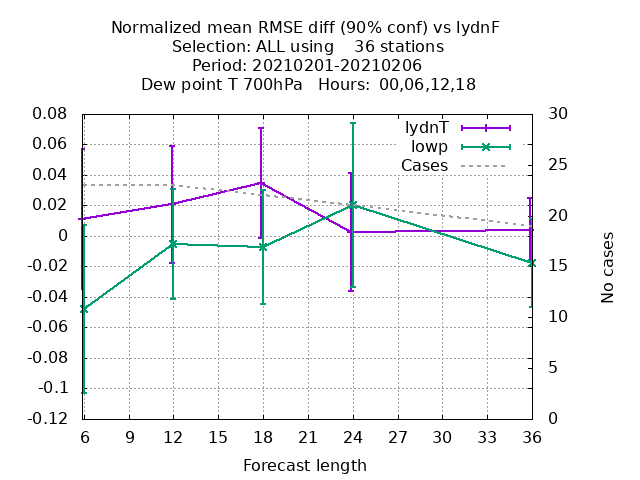 Normalized mean RMSE diff (90% conf) vs lydnF
Selection: ALL using    36 stations
Period: 20210201-20210206
Dew point T 700hPa   Hours: 00,06,12,18
lydnT
lowp
Cases
0.08
0.06
0.04
0.02
0
-0.02
-0.04
-0.06
-0.08
-0.1
-0.12
30
25
20
15
10
5
0
No cases
6 9 12 15 18 21 24 27 30 33 36
Forecast length